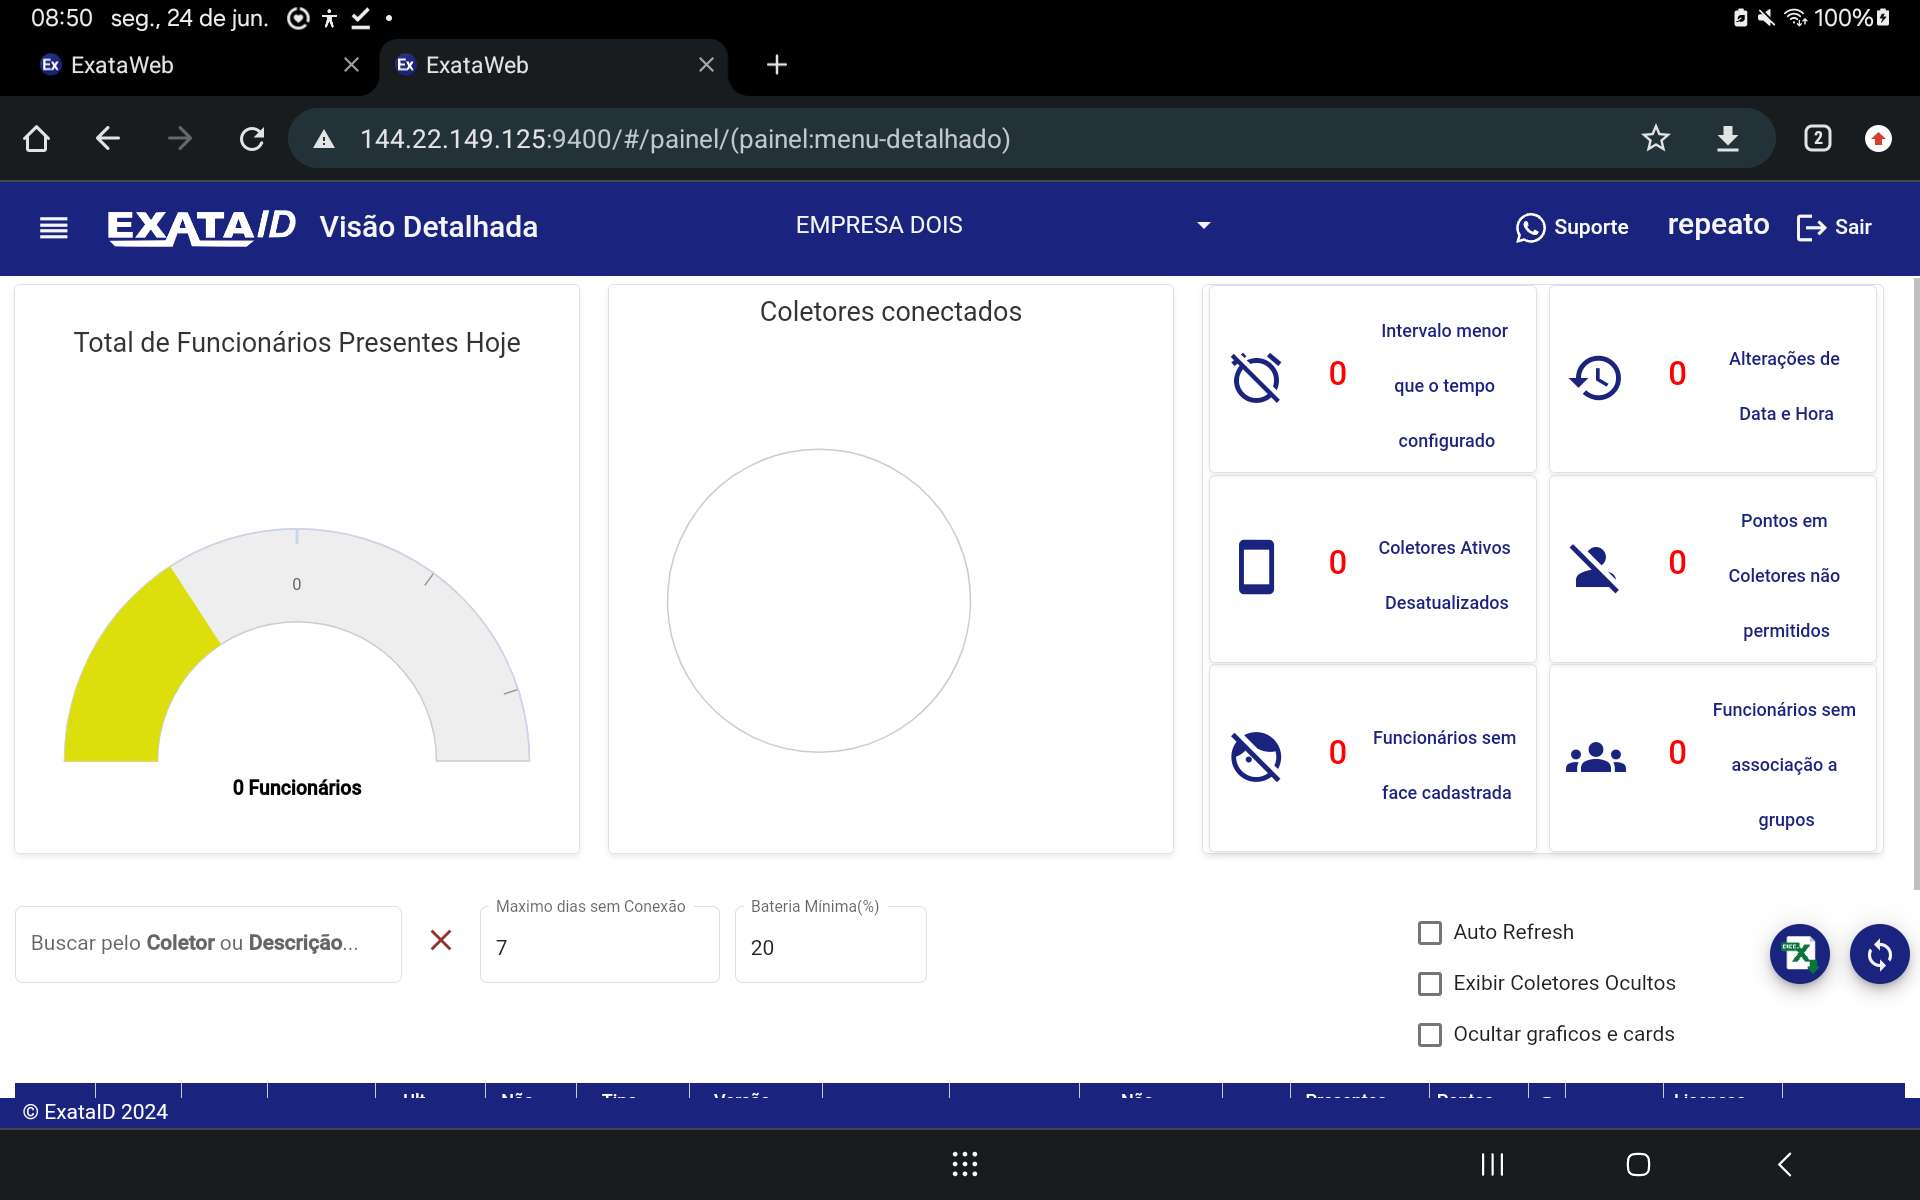 08:50 seg., 24 de jun.
100%
Ex ExataWeb
Ex ExataWeb
144.22.149.125:9400/#/painel/(painel:menu-detalhado)
2
EXATAID Visão Detalhada
EMPRESA DOIS
Suporte
repeato
Sair
Total de Funcionários Presentes Hoje
0
0 Funcionários
Coletores conectados
0
Intervalo menor
que o tempo
configurado
0
Alterações de
Data e Hora
0
Coletores Ativos
Desatualizados
0
Pontos em
Coletores não
permitidos
0
Funcionários sem
face cadastrada
0
Funcionários sem
associação a
grupos
Buscar pelo Coletor ou Descrição...
Maximo dias sem Conexão
7
Bateria Mínima(%)
20
Auto Refresh
Exibir Coletores Ocultos
Ocultar graficos e cards
© ExataID 2024